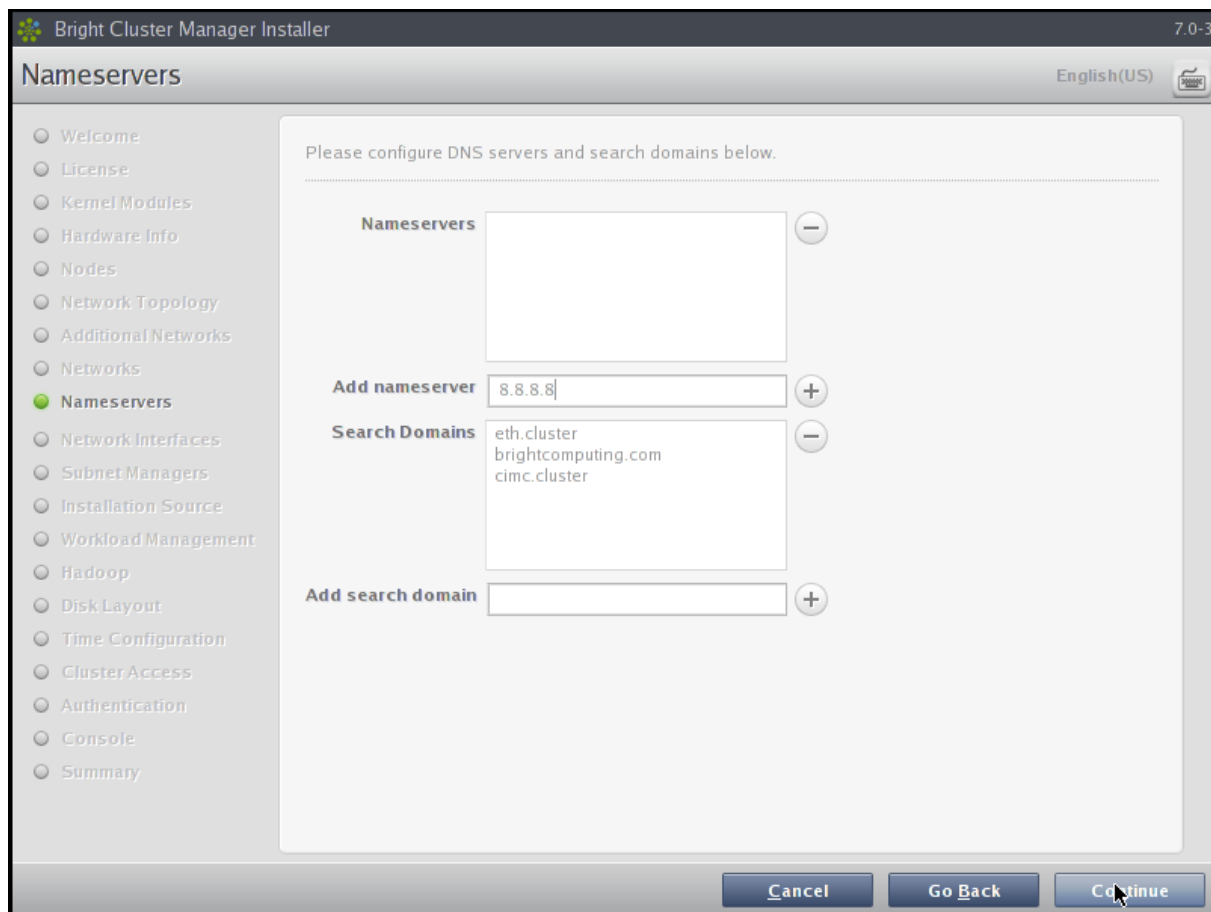 Bright Cluster Manager Installer
7.0-3
Nameservers
English(US)
Welcome
License
Kernel Modules
Hardware Info
Nodes
Network Topology
Additional Networks
Networks
Nameservers
Network Interfaces
Subnet Managers
Installation Source
Workload Management
Hadoop
Disk Layout
Time Configuration
Cluster Access
Authentication
Console
Summary
Please configure DNS servers and search domains below.
Nameservers
Add nameserver 8.8.8.8
Search Domains eth.cluster
brightcomputing.com
cimc.cluster
Add search domain
Cancel Go Back Continue